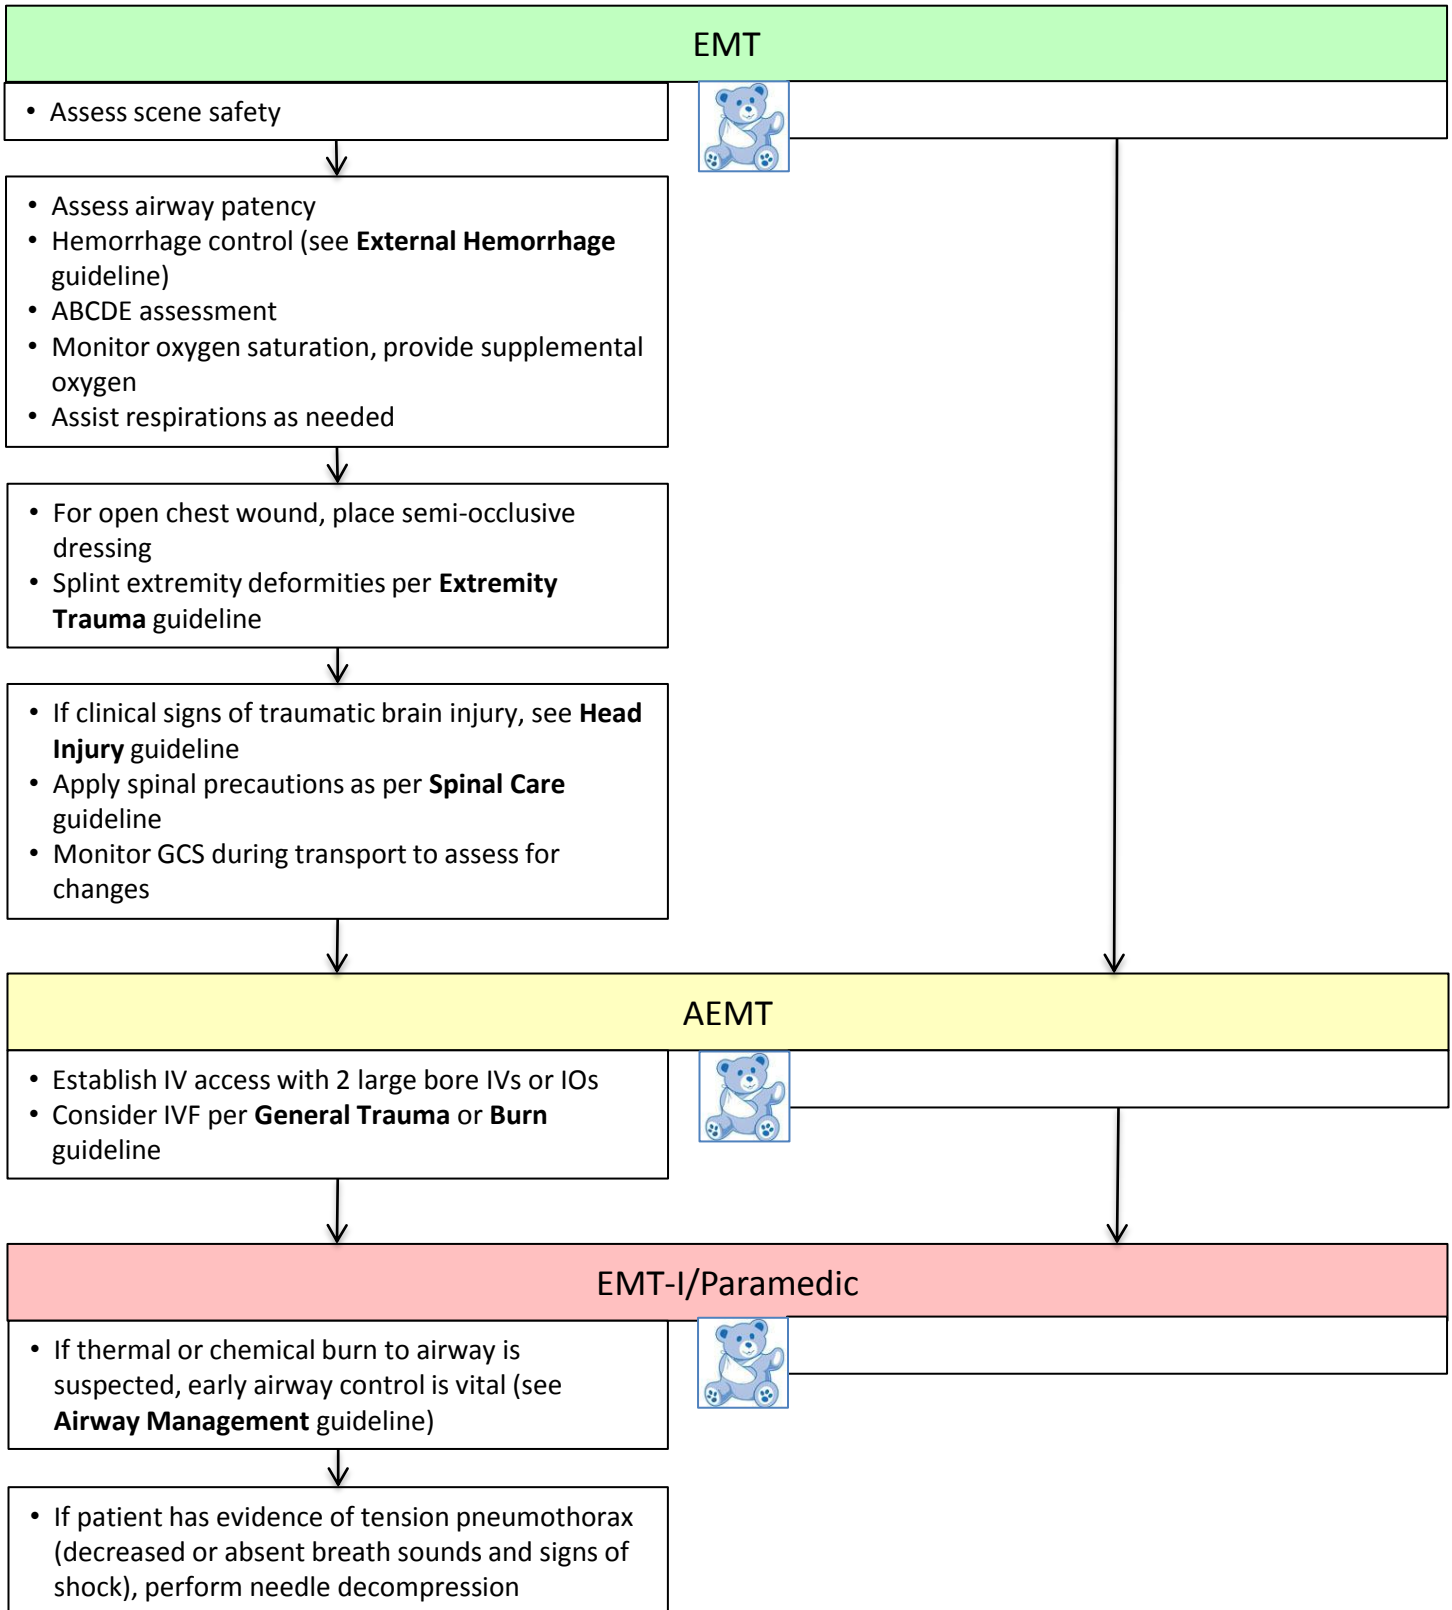 EMT
• Assess scene safety
• Assess airway patency
• Hemorrhage control (see External Hemorrhage
guideline)
• ABCDE assessment
• Monitor oxygen saturation, provide supplemental
oxygen
• Assist respirations as needed
• For open chest wound, place semi-occlusive
dressing
• Splint extremity deformities per Extremity
Trauma guideline
• If clinical signs of traumatic brain injury, see Head
Injury guideline
• Apply spinal precautions as per Spinal Care
guideline
• Monitor GCS during transport to assess for
changes
AEMT
• Establish IV access with 2 large bore IVs or IOs
• Consider IVF per General Trauma or Burn
guideline
EMT-I/Paramedic
• If thermal or chemical burn to airway is
suspected, early airway control is vital (see
Airway Management guideline)
• If patient has evidence of tension pneumothorax
(decreased or absent breath sounds and signs of
shock), perform needle decompression